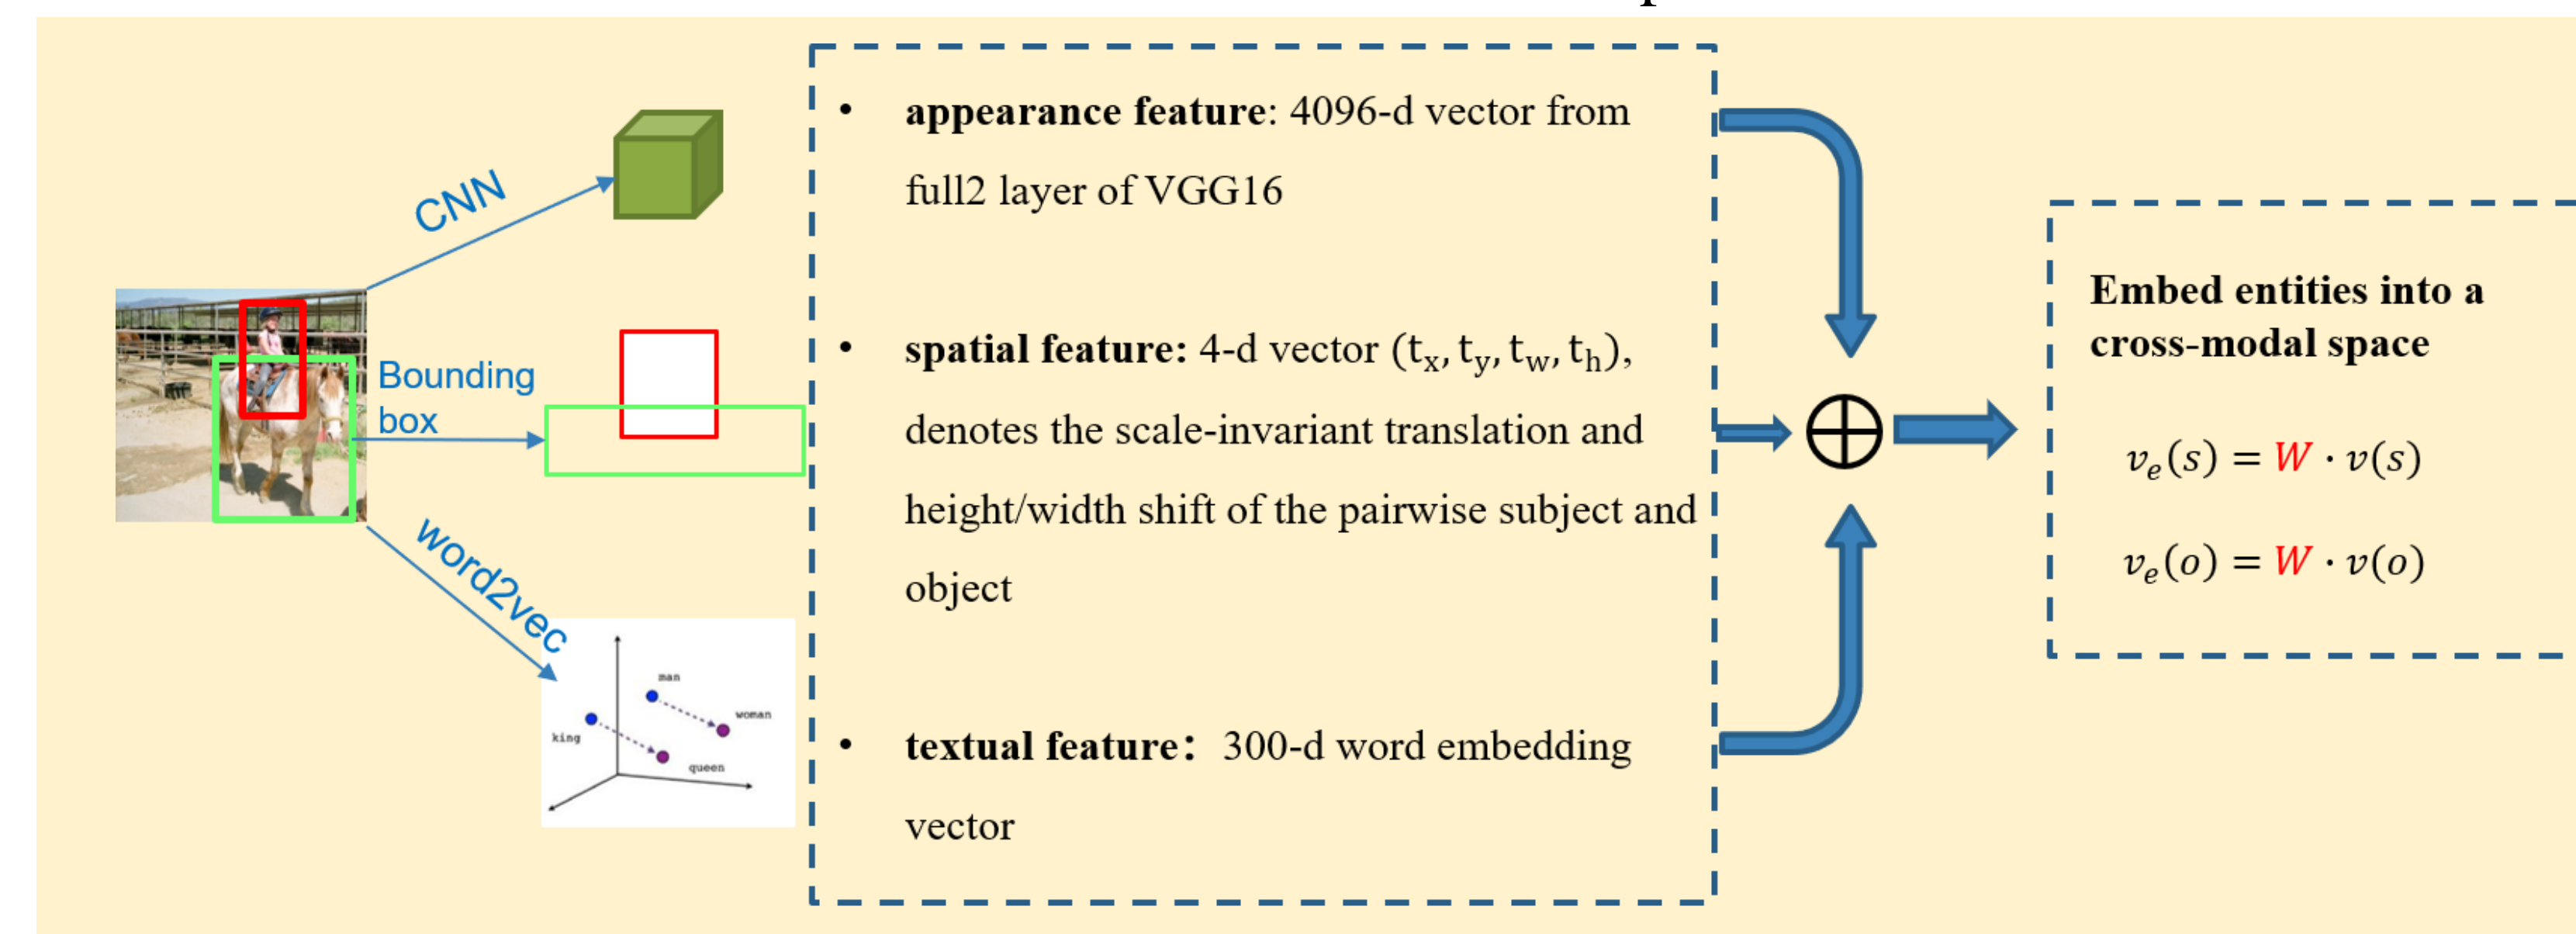 CNN
Bounding
box
word2vec
man
woman
king
queen
• appearance feature: 4096-d vector from
full2 layer of VGG16
• spatial feature: 4-d vector (tₓ, tᵧ, t_w, tₕ),
denotes the scale-invariant translation and
height/width shift of the pairwise subject and
object
• textual feature： 300-d word embedding
vector
Embed entities into a
cross-modal space
vₑ(s) = W · v(s)
vₑ(o) = W · v(o)